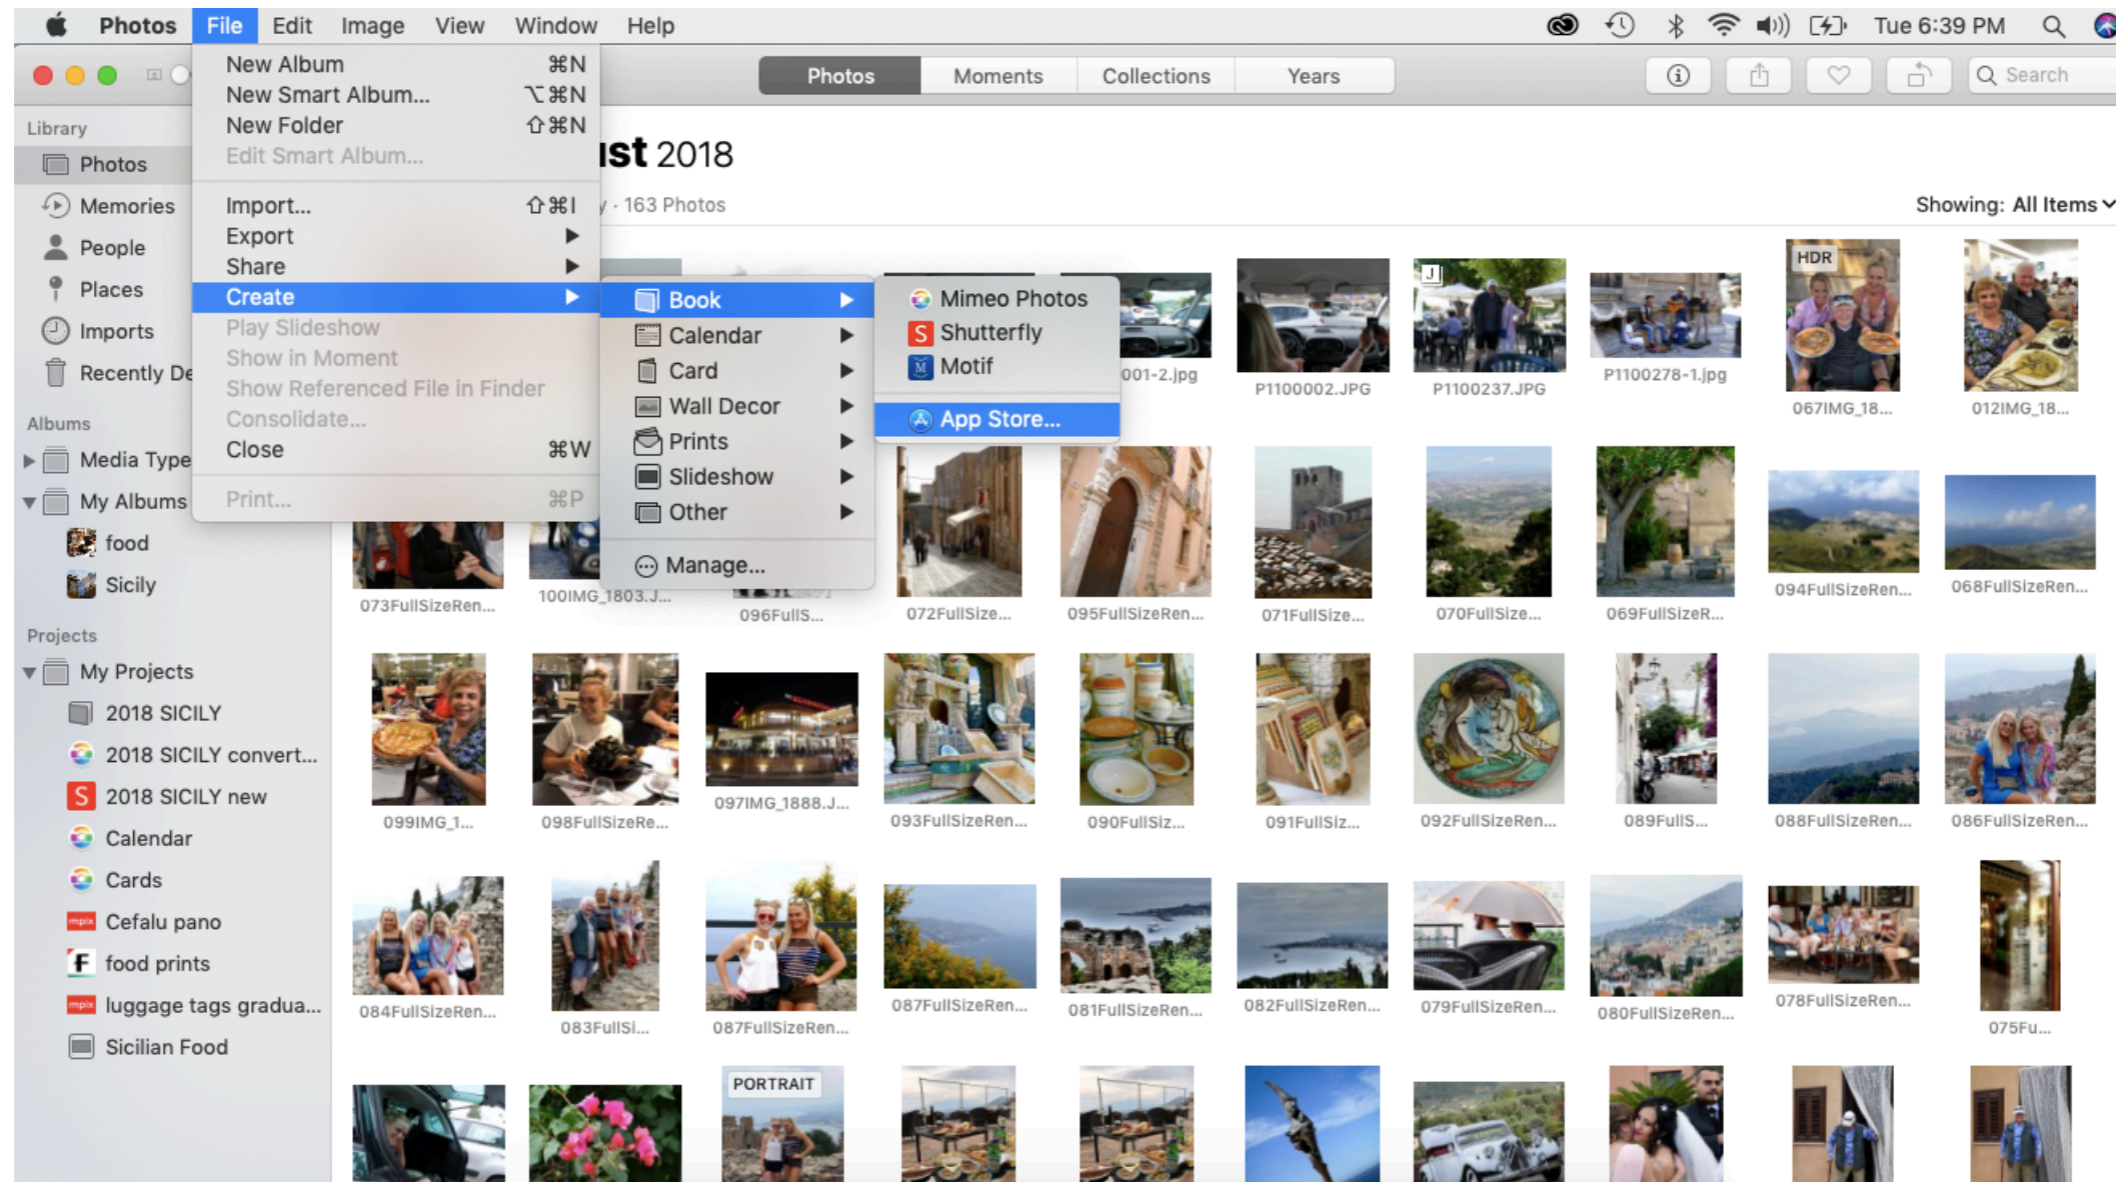 Photos File Edit Image View Window Help Tue 6:39 PM
Photos Moments Collections Years Search
New Album ⌘N
New Smart Album... ⌥⌘N
New Folder ⇧⌘N
Edit Smart Album...
Import... ⇧⌘I
Export
Share
Create
Play Slideshow
Show in Moment
Show Referenced File in Finder
Consolidate...
Close ⌘W
Print... ⌘P
Book
Calendar
Card
Wall Decor
Prints
Slideshow
Other
Manage...
Mimeo Photos
Shutterfly
Motif
App Store...
Library
Photos
Memories
People
Places
Imports
Recently De
Albums
Media Type
My Albums
food
Sicily
Projects
My Projects
2018 SICILY
2018 SICILY convert...
2018 SICILY new
Calendar
Cards
mpix Cefalu pano
food prints
mpix luggage tags gradua...
Sicilian Food
ust 2018
y · 163 Photos
Showing: All Items
J
HDR
001-2.jpg P1100002.JPG P1100237.JPG P1100278-1.jpg 067IMG_18... 012IMG_18...
073FullSizeRen... 100IMG_1803.J... 096FullS... 072FullSize... 095FullSizeRen... 071FullSize... 070FullSize... 069FullSizeR... 094FullSizeRen... 068FullSizeRen...
099IMG_1... 098FullSizeRe... 097IMG_1888.J... 093FullSizeRen... 090FullSiz... 091FullSiz... 092FullSizeRen... 089FullS... 088FullSizeRen... 086FullSizeRen...
084FullSizeRen... 083FullSi... 087FullSizeRen... 087FullSizeRen... 081FullSizeRen... 082FullSizeRen... 079FullSizeRen... 080FullSizeRen... 078FullSizeRen... 075Fu...
PORTRAIT